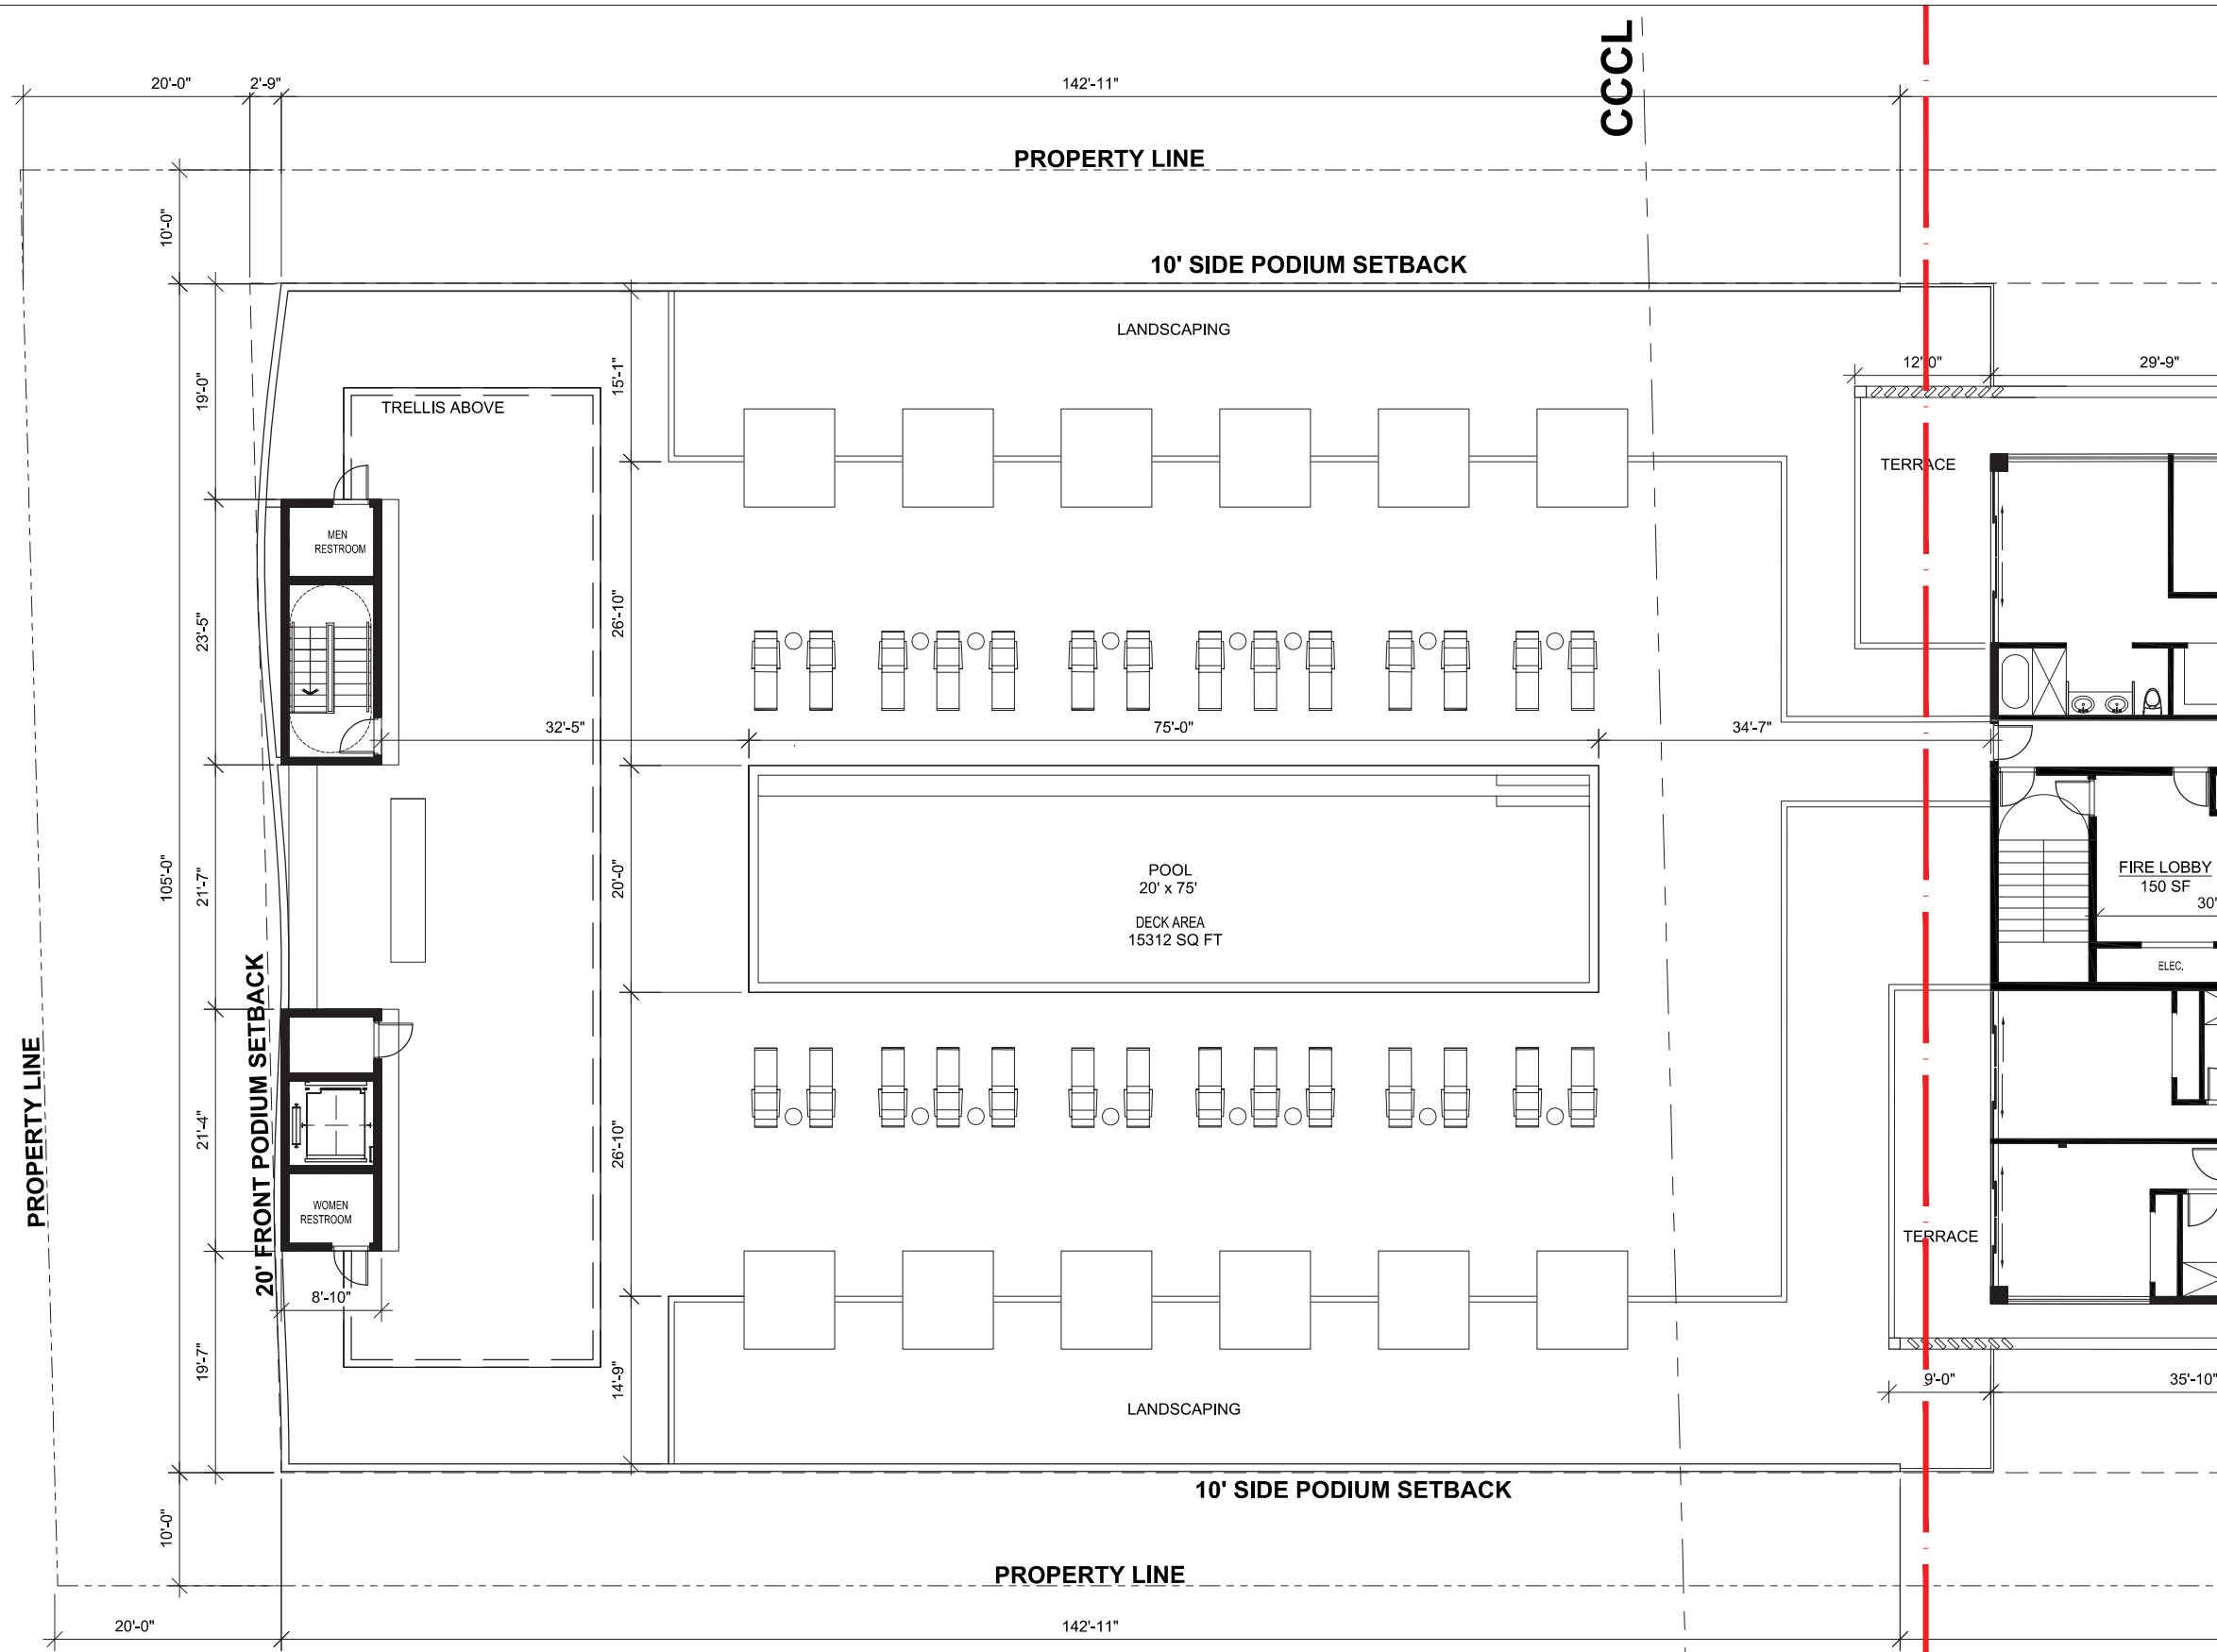 CCCL
20'-0"
2'-9"
142'-11"
PROPERTY LINE
10'-0"
10' SIDE PODIUM SETBACK
LANDSCAPING
12'-0"
29'-9"
19'-0"
15'-1"
TRELLIS ABOVE
TERRACE
MEN
RESTROOM
23'-5"
26'-10"
32'-5"
75'-0"
34'-7"
POOL
20' x 75'
DECK AREA
15312 SQ FT
105'-0"
21'-7"
20'-0"
FIRE LOBBY
150 SF
30'
ELEC.
20' FRONT PODIUM SETBACK
PROPERTY LINE
21'-4"
26'-10"
WOMEN
RESTROOM
TERRACE
8'-10"
19'-7"
14'-9"
9'-0"
35'-10"
LANDSCAPING
10' SIDE PODIUM SETBACK
10'-0"
PROPERTY LINE
20'-0"
142'-11"